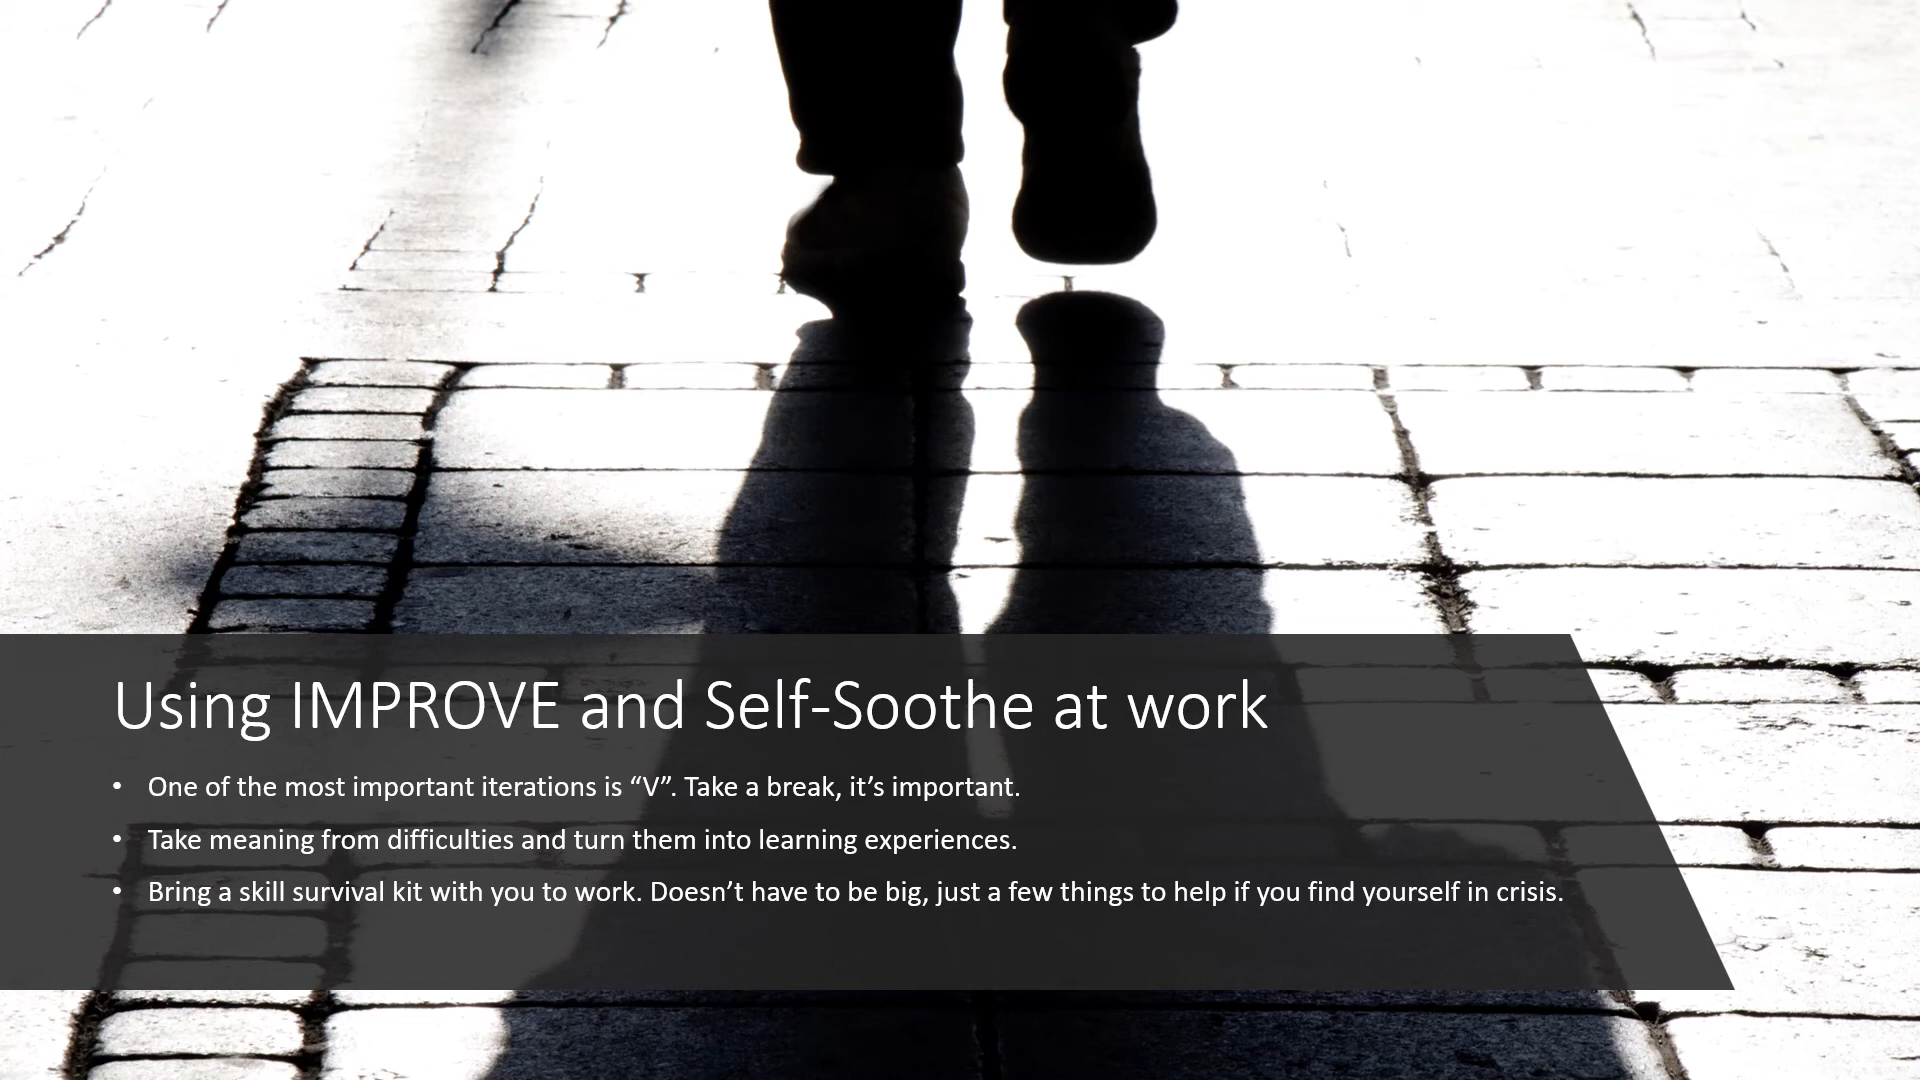 Using IMPROVE and Self-Soothe at work
• One of the most important iterations is “V”. Take a break, it’s important.
• Take meaning from difficulties and turn them into learning experiences.
• Bring a skill survival kit with you to work. Doesn’t have to be big, just a few things to help if you find yourself in crisis.